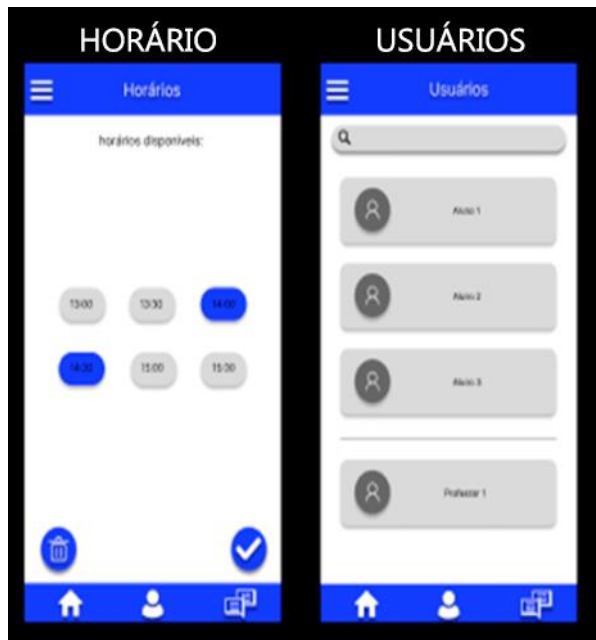 HORÁRIO
Horários
horários disponíveis:
13:00 13:30 14:00
14:30 15:00 15:30
USUÁRIOS
Usuários
Aluno 1
Aluno 2
Aluno 3
Professor 1